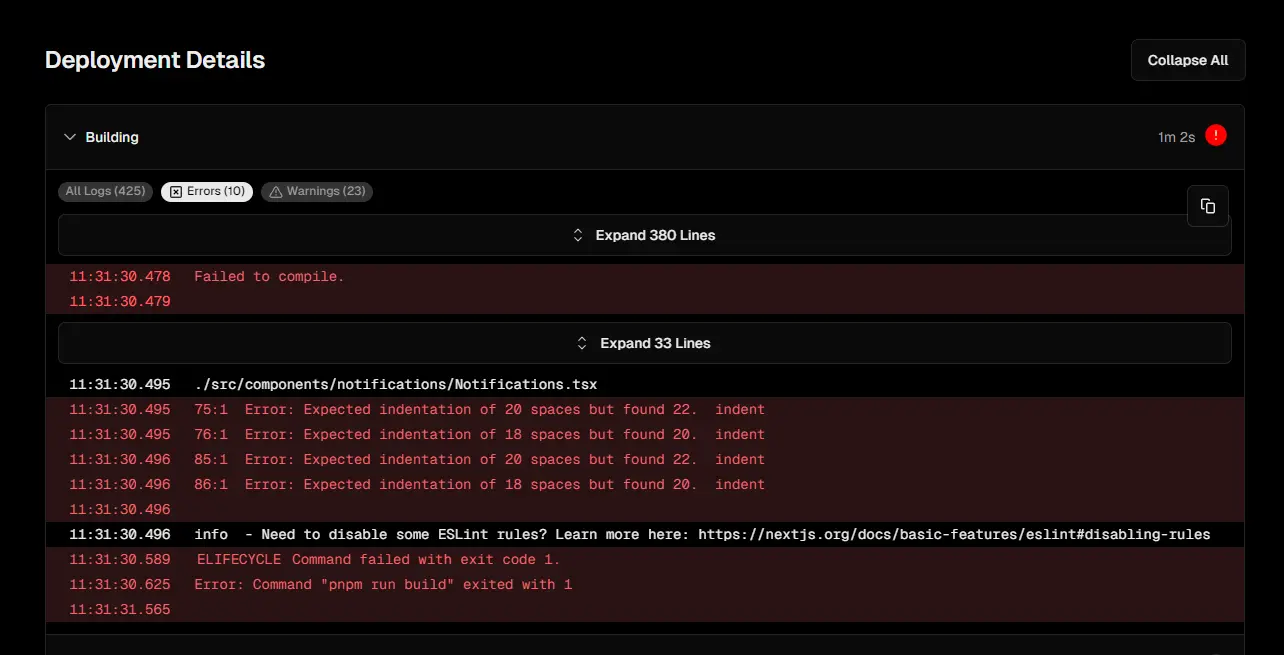 Deployment Details
Collapse All
Building
1m 2s
All Logs (425) Errors (10) Warnings (23)
Expand 380 Lines
11:31:30.478 Failed to compile.
11:31:30.479
Expand 33 Lines
11:31:30.495 ./src/components/notifications/Notifications.tsx
11:31:30.495 75:1 Error: Expected indentation of 20 spaces but found 22. indent
11:31:30.495 76:1 Error: Expected indentation of 18 spaces but found 20. indent
11:31:30.496 85:1 Error: Expected indentation of 20 spaces but found 22. indent
11:31:30.496 86:1 Error: Expected indentation of 18 spaces but found 20. indent
11:31:30.496
11:31:30.496 info - Need to disable some ESLint rules? Learn more here: https://nextjs.org/docs/basic-features/eslint#disabling-rules
11:31:30.589 ELIFECYCLE Command failed with exit code 1.
11:31:30.625 Error: Command "pnpm run build" exited with 1
11:31:31.565